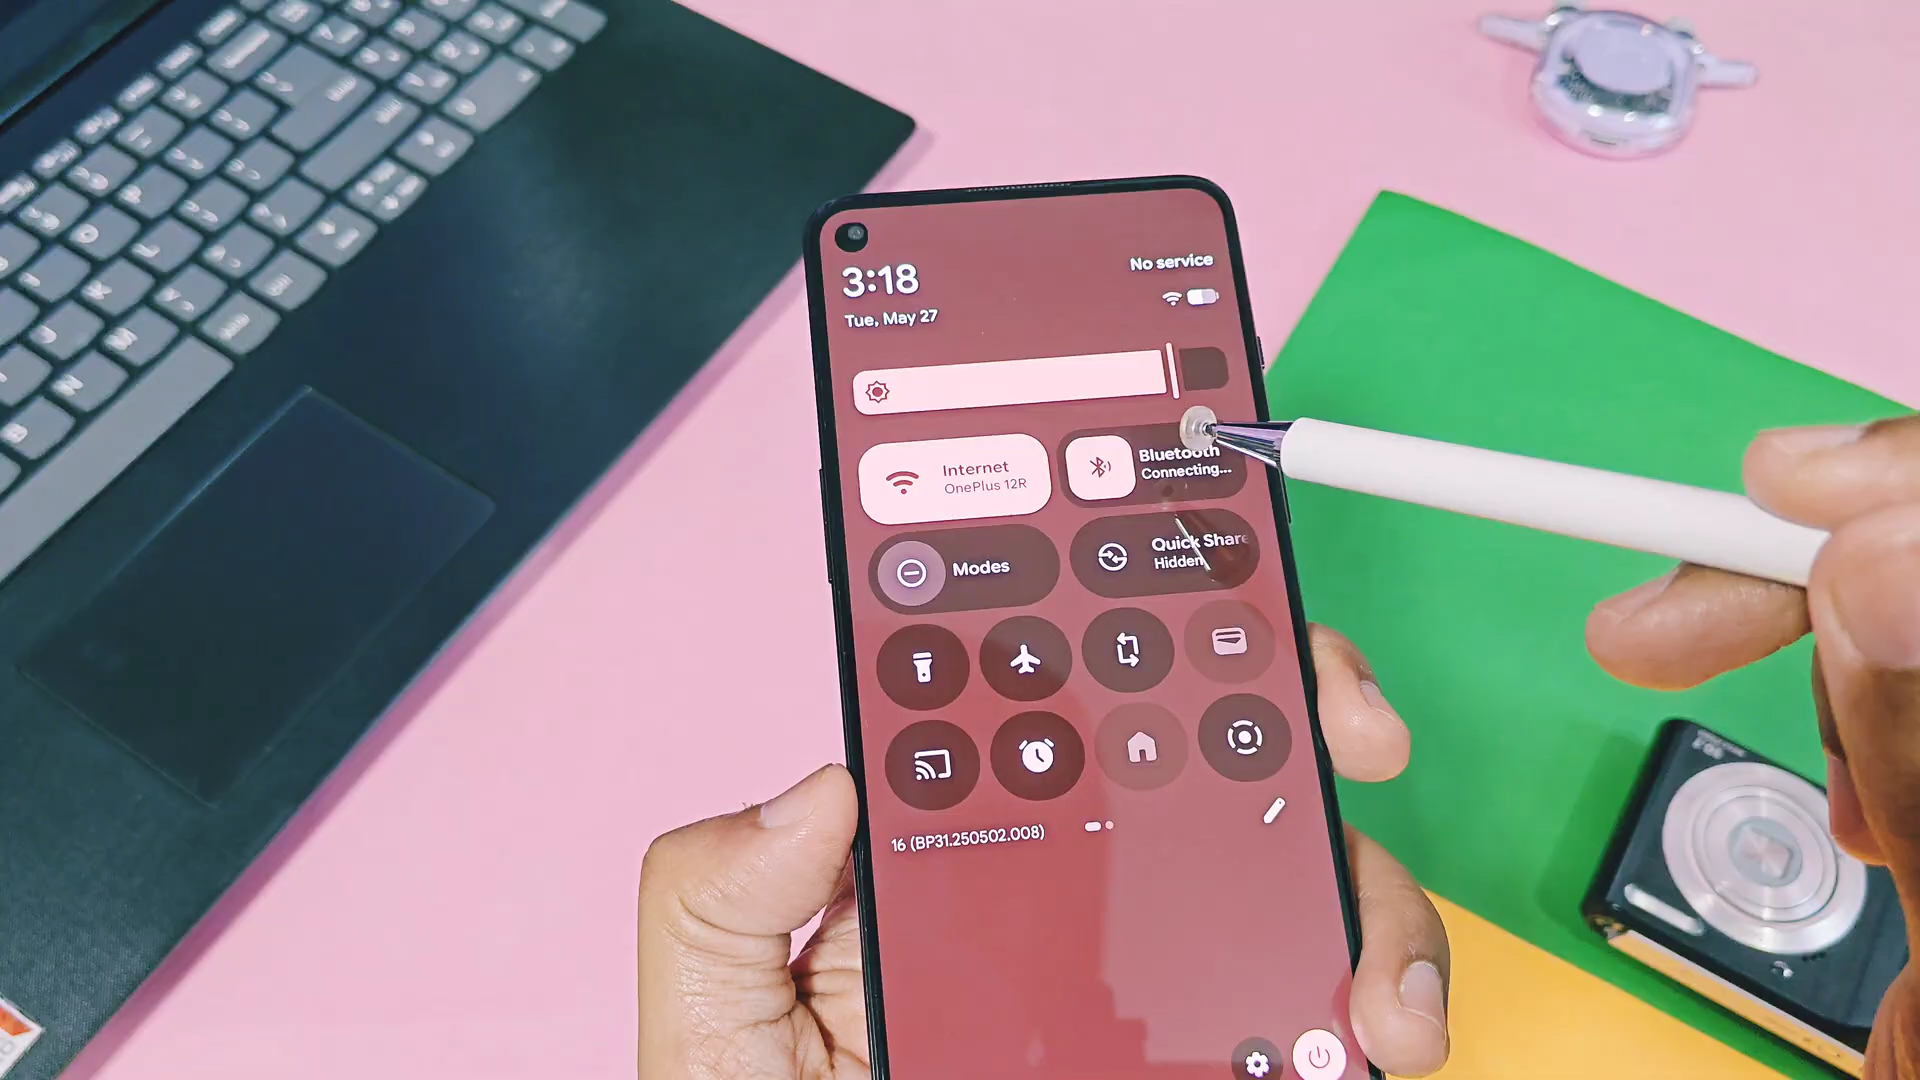 3:18
No service
Tue, May 27
Internet
OnePlus 12R
Bluetooth
Connecting...
Modes
Quick Share
Hidden
16 (BP31.250502.008)